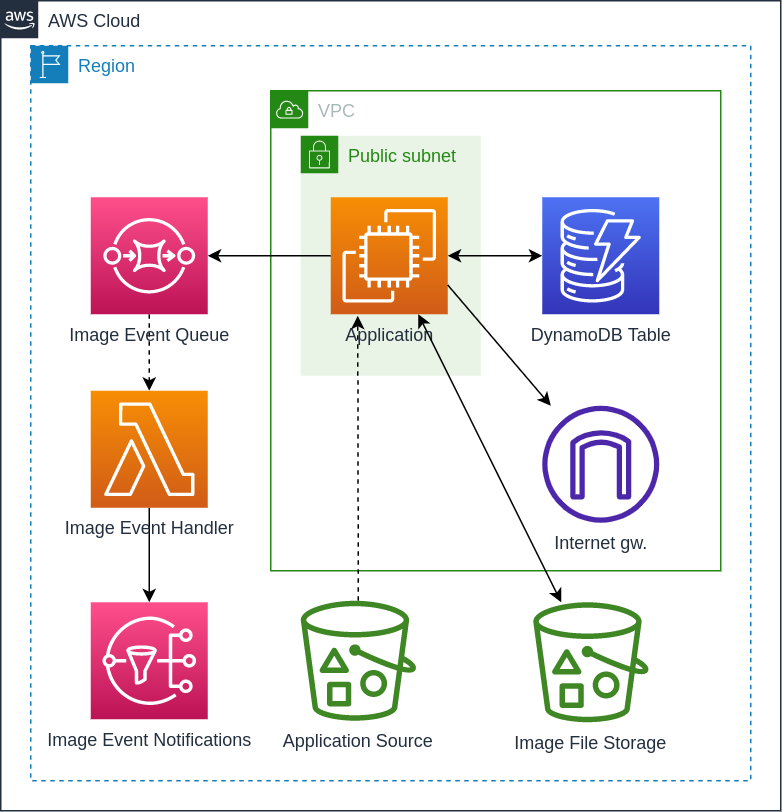 aws
AWS Cloud
Region
VPC
Public subnet
Image Event Queue
Application
DynamoDB Table
Image Event Handler
Internet gw.
Image Event Notifications
Application Source
Image File Storage